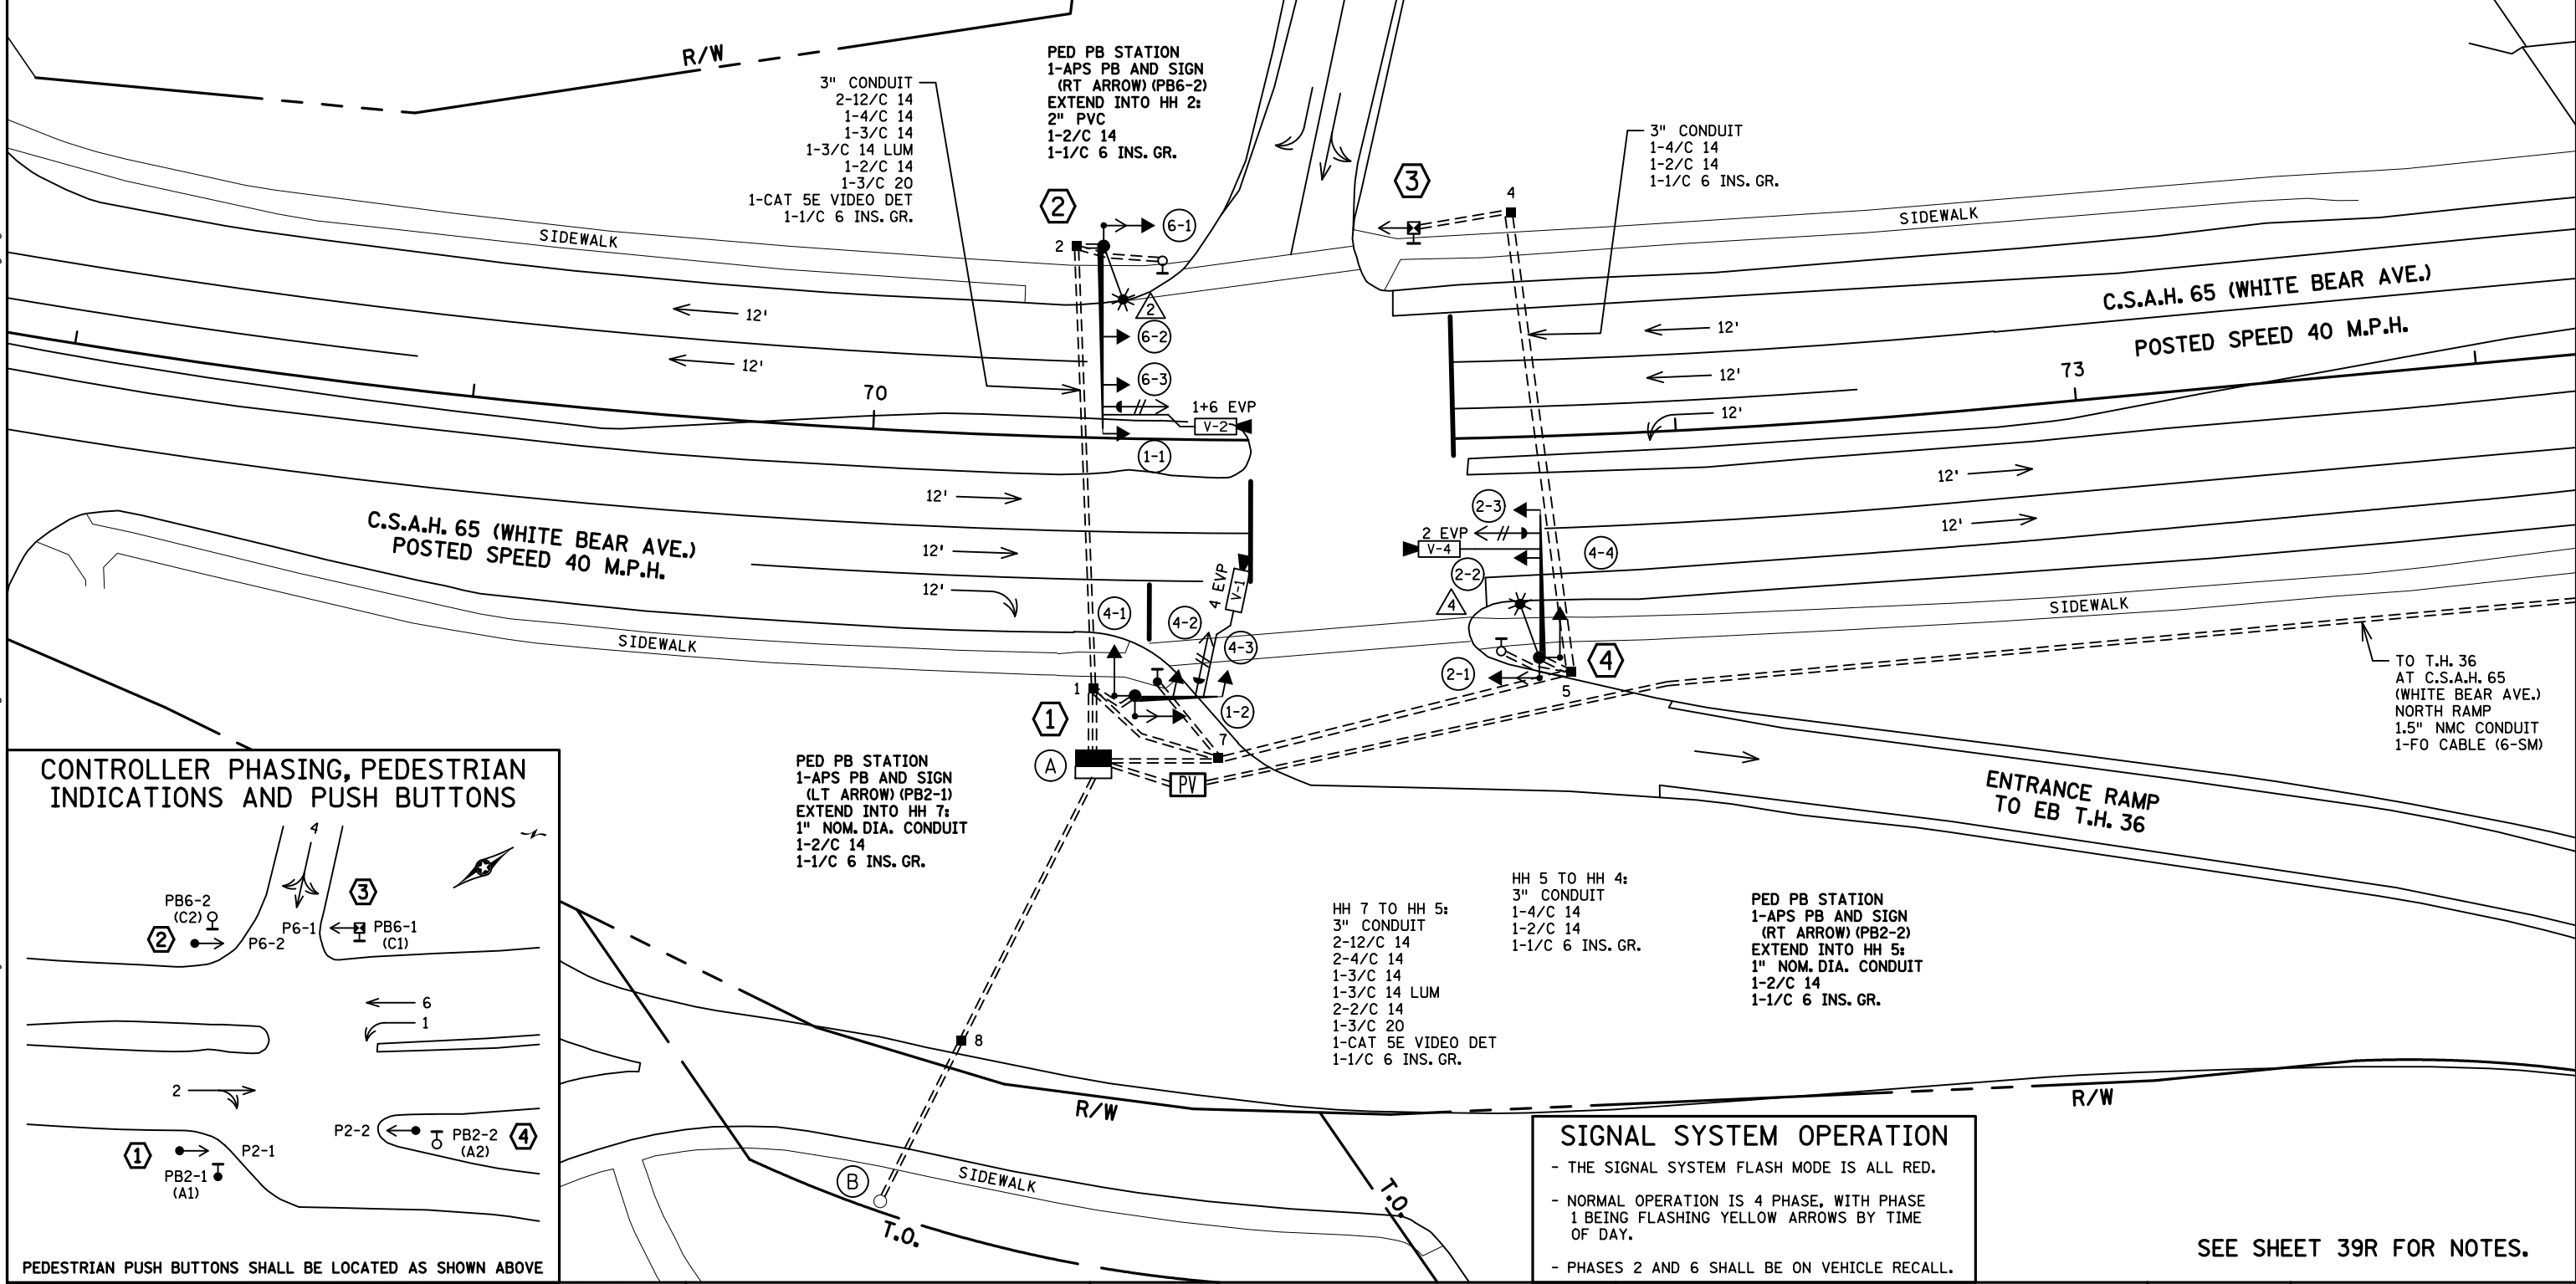 R/W
3" CONDUIT
2-12/C 14
1-4/C 14
1-3/C 14
1-3/C 14 LUM
1-2/C 14
1-3/C 20
1-CAT 5E VIDEO DET
1-1/C 6 INS. GR.
PED PB STATION
1-APS PB AND SIGN
(RT ARROW) (PB6-2)
EXTEND INTO HH 2:
2" PVC
1-2/C 14
1-1/C 6 INS. GR.
3" CONDUIT
1-4/C 14
1-2/C 14
1-1/C 6 INS. GR.
2
3
4
2
6-1
SIDEWALK
SIDEWALK
2
6-2
6-3
1+6 EVP
V-2
1-1
12'
12'
70
12'
12'
12'
73
C.S.A.H. 65 (WHITE BEAR AVE.)
POSTED SPEED 40 M.P.H.
12'
12'
C.S.A.H. 65 (WHITE BEAR AVE.)
POSTED SPEED 40 M.P.H.
12'
12'
12'
2-3
2 EVP
V-4
4-4
2-2
4
4 EVP
V-1
4-1
4-2
4-3
SIDEWALK
SIDEWALK
2-1
4
5
1
1
1-2
7
A
PV
TO T.H. 36
AT C.S.A.H. 65
(WHITE BEAR AVE.)
NORTH RAMP
1.5" NMC CONDUIT
1-FO CABLE (6-SM)
ENTRANCE RAMP
TO EB T.H. 36
PED PB STATION
1-APS PB AND SIGN
(LT ARROW) (PB2-1)
EXTEND INTO HH 7:
1" NOM. DIA. CONDUIT
1-2/C 14
1-1/C 6 INS. GR.
HH 7 TO HH 5:
3" CONDUIT
2-12/C 14
2-4/C 14
1-3/C 14
1-3/C 14 LUM
2-2/C 14
1-3/C 20
1-CAT 5E VIDEO DET
1-1/C 6 INS. GR.
HH 5 TO HH 4:
3" CONDUIT
1-4/C 14
1-2/C 14
1-1/C 6 INS. GR.
PED PB STATION
1-APS PB AND SIGN
(RT ARROW) (PB2-2)
EXTEND INTO HH 5:
1" NOM. DIA. CONDUIT
1-2/C 14
1-1/C 6 INS. GR.
8
R/W
R/W
B
SIDEWALK
T.O.
T.O.
CONTROLLER PHASING, PEDESTRIAN
INDICATIONS AND PUSH BUTTONS
4
3
PB6-2
(C2)
2
P6-2
P6-1
PB6-1
(C1)
6
1
2
P2-2
PB2-2
(A2)
4
1
P2-1
PB2-1
(A1)
PEDESTRIAN PUSH BUTTONS SHALL BE LOCATED AS SHOWN ABOVE
SIGNAL SYSTEM OPERATION
- THE SIGNAL SYSTEM FLASH MODE IS ALL RED.
- NORMAL OPERATION IS 4 PHASE, WITH PHASE
1 BEING FLASHING YELLOW ARROWS BY TIME
OF DAY.
- PHASES 2 AND 6 SHALL BE ON VEHICLE RECALL.
SEE SHEET 39R FOR NOTES.